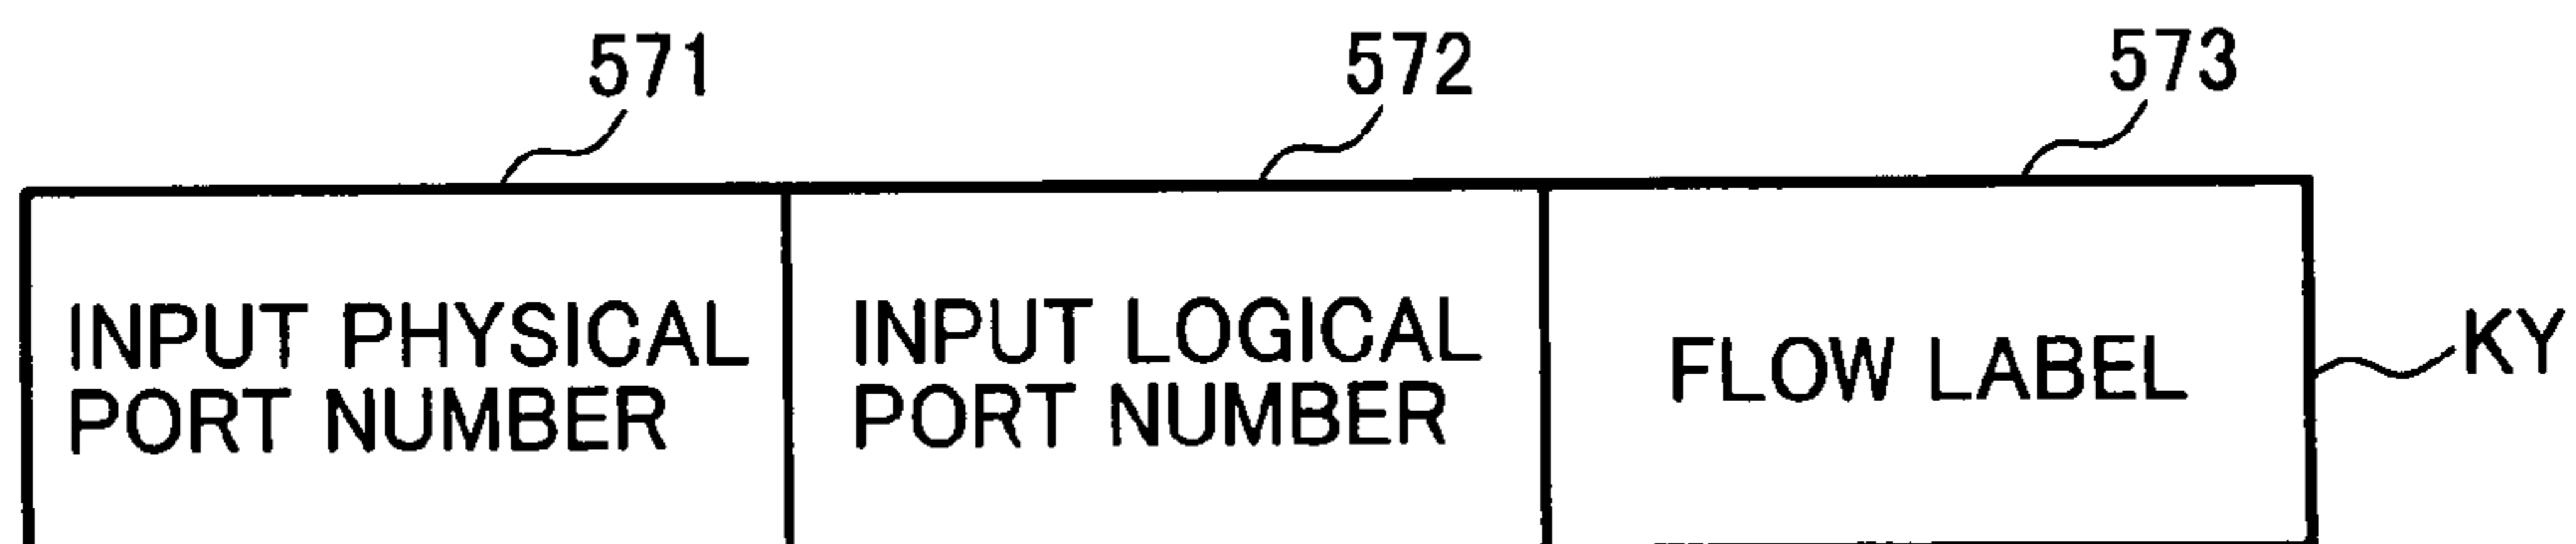 571
572
573
INPUT PHYSICAL
PORT NUMBER
INPUT LOGICAL
PORT NUMBER
FLOW LABEL
KY